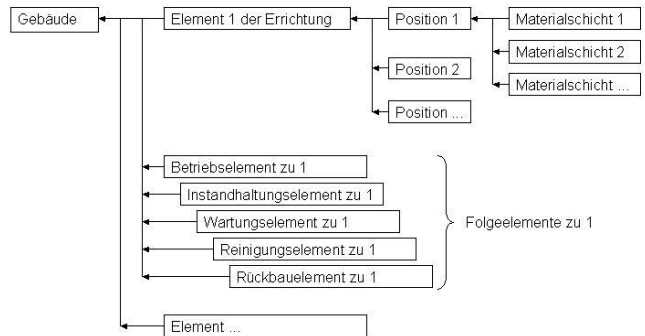 Gebäude
Element 1 der Errichtung
Position 1
Materialschicht 1
Materialschicht 2
Position 2
Materialschicht ...
Position ...
Betriebselement zu 1
Instandhaltungselement zu 1
Wartungselement zu 1
Folgeelemente zu 1
Reinigungselement zu 1
Rückbauelement zu 1
Element ...